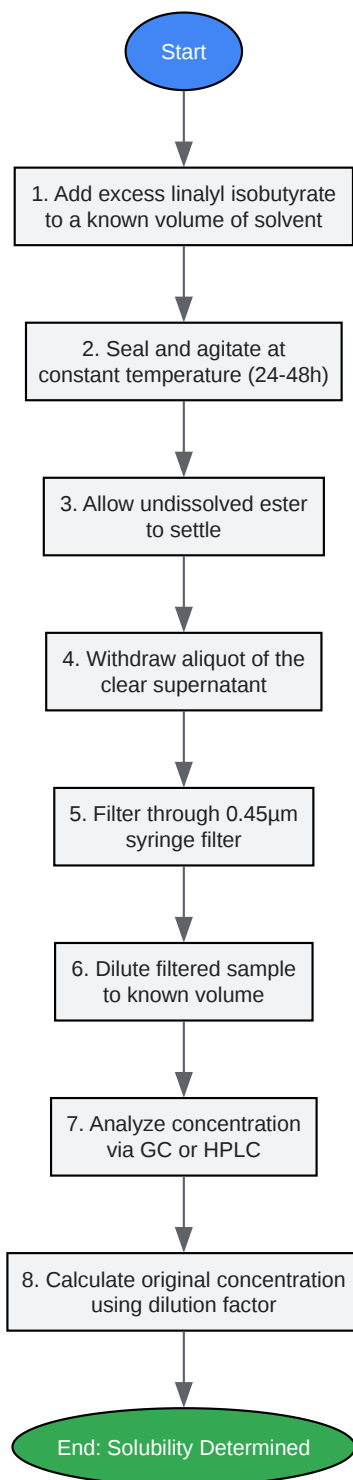 Start
1. Add excess linalyl isobutyrate
to a known volume of solvent
2. Seal and agitate at
constant temperature (24-48h)
3. Allow undissolved ester
to settle
4. Withdraw aliquot of the
clear supernatant
5. Filter through 0.45µm
syringe filter
6. Dilute filtered sample
to known volume
7. Analyze concentration
via GC or HPLC
8. Calculate original concentration
using dilution factor
End: Solubility Determined